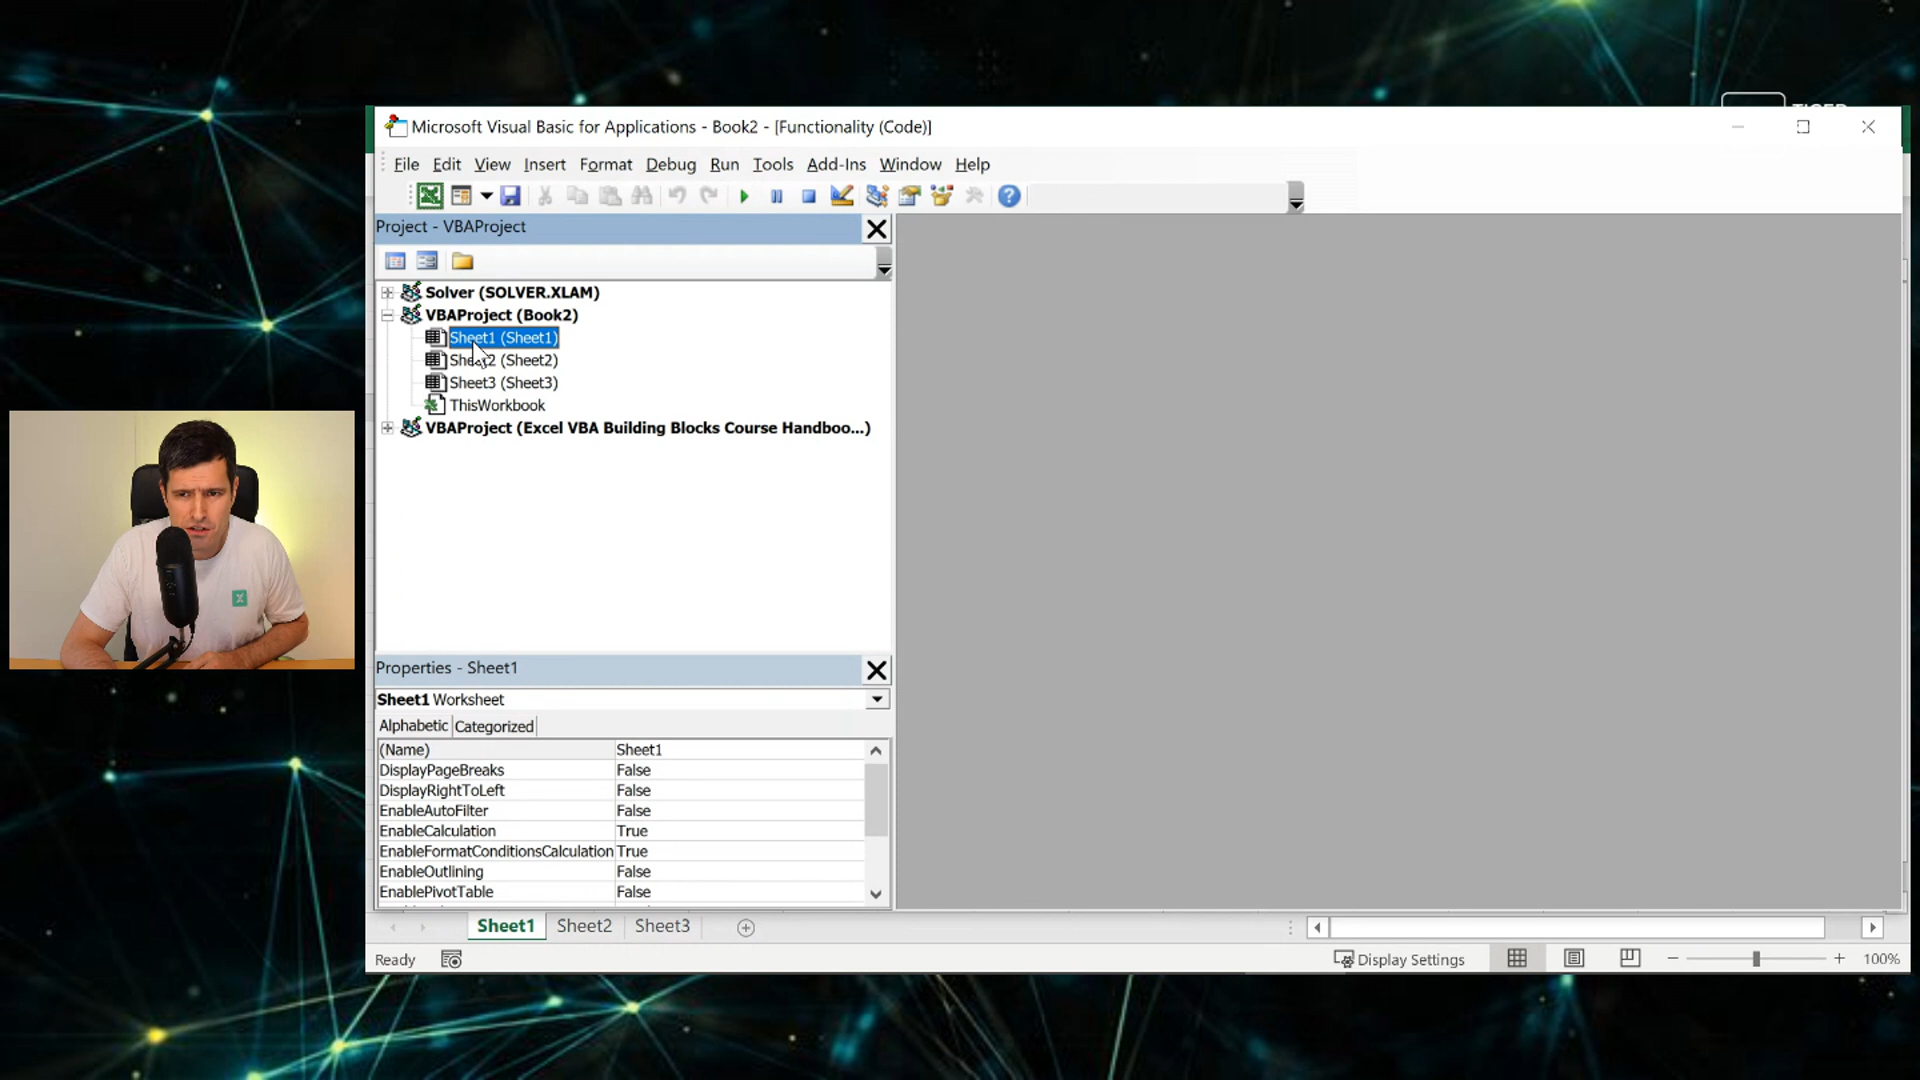 TIGER
Microsoft Visual Basic for Applications - Book2 - [Functionality (Code)]
File Edit View Insert Format Debug Run Tools Add-Ins Window Help
Project - VBAProject
Solver (SOLVER.XLAM)
VBAProject (Book2)
Sheet1 (Sheet1)
Sheet2 (Sheet2)
Sheet3 (Sheet3)
ThisWorkbook
VBAProject (Excel VBA Building Blocks Course Handboo...)
Properties - Sheet1
Sheet1 Worksheet
Alphabetic Categorized
(Name) Sheet1
DisplayPageBreaks False
DisplayRightToLeft False
EnableAutoFilter False
EnableCalculation True
EnableFormatConditionsCalculation True
EnableOutlining False
EnablePivotTable False
Sheet1 Sheet2 Sheet3
Ready Display Settings 100%